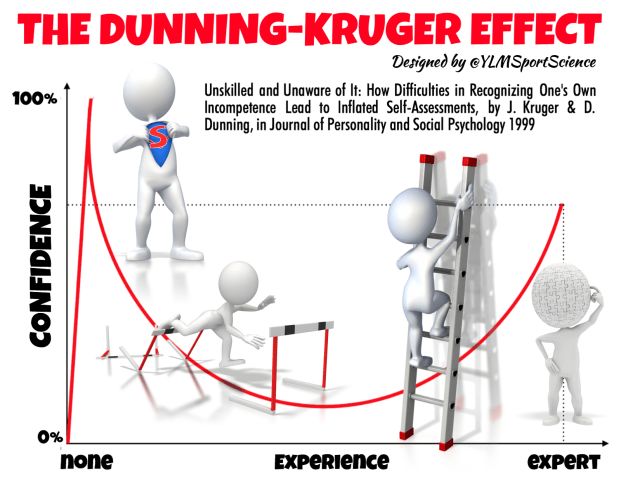 THE DUNNING-KRUGER EFFECT
Designed by @YLMSportScience
Unskilled and Unaware of It: How Difficulties in Recognizing One's Own
Incompetence Lead to Inflated Self-Assessments, by J. Kruger & D.
Dunning, in Journal of Personality and Social Psychology 1999
100%
S
CONFIDENCE
0%
none
Experience
expert